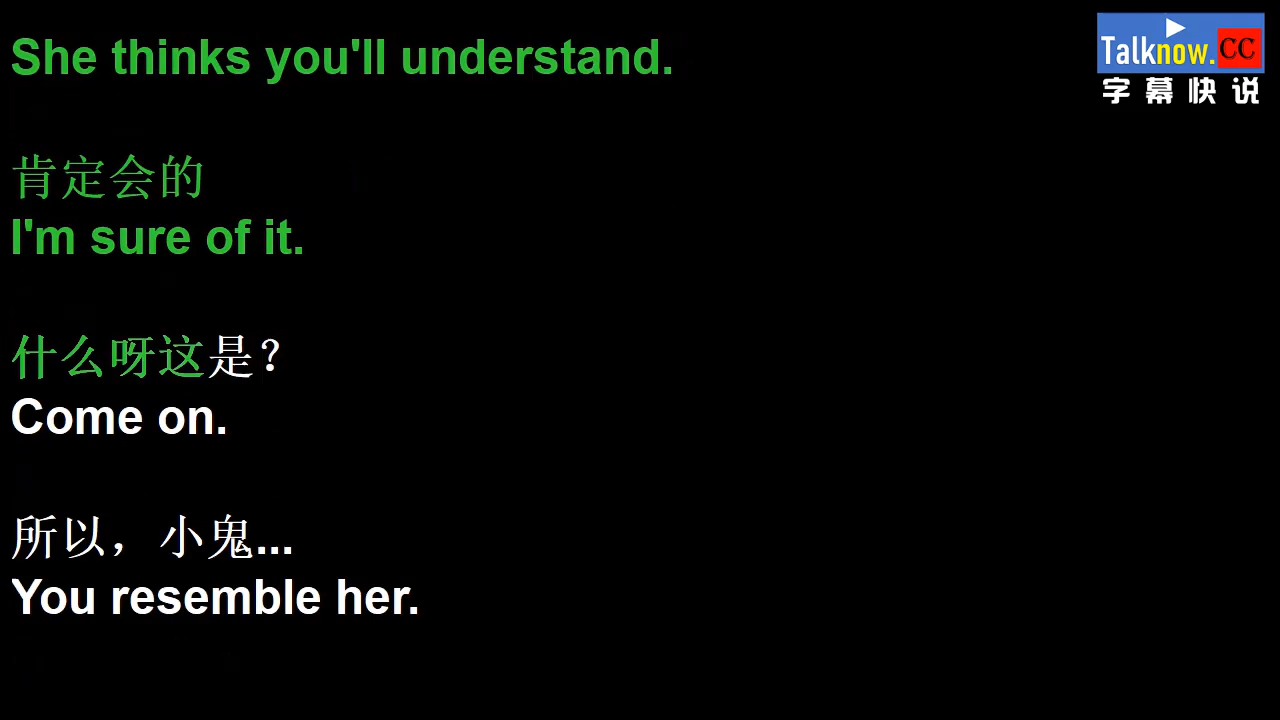 She thinks you'll understand.
Talknow.CC
字幕快说
肯定会的
I'm sure of it.
什么呀这是？
Come on.
所以，小鬼...
You resemble her.